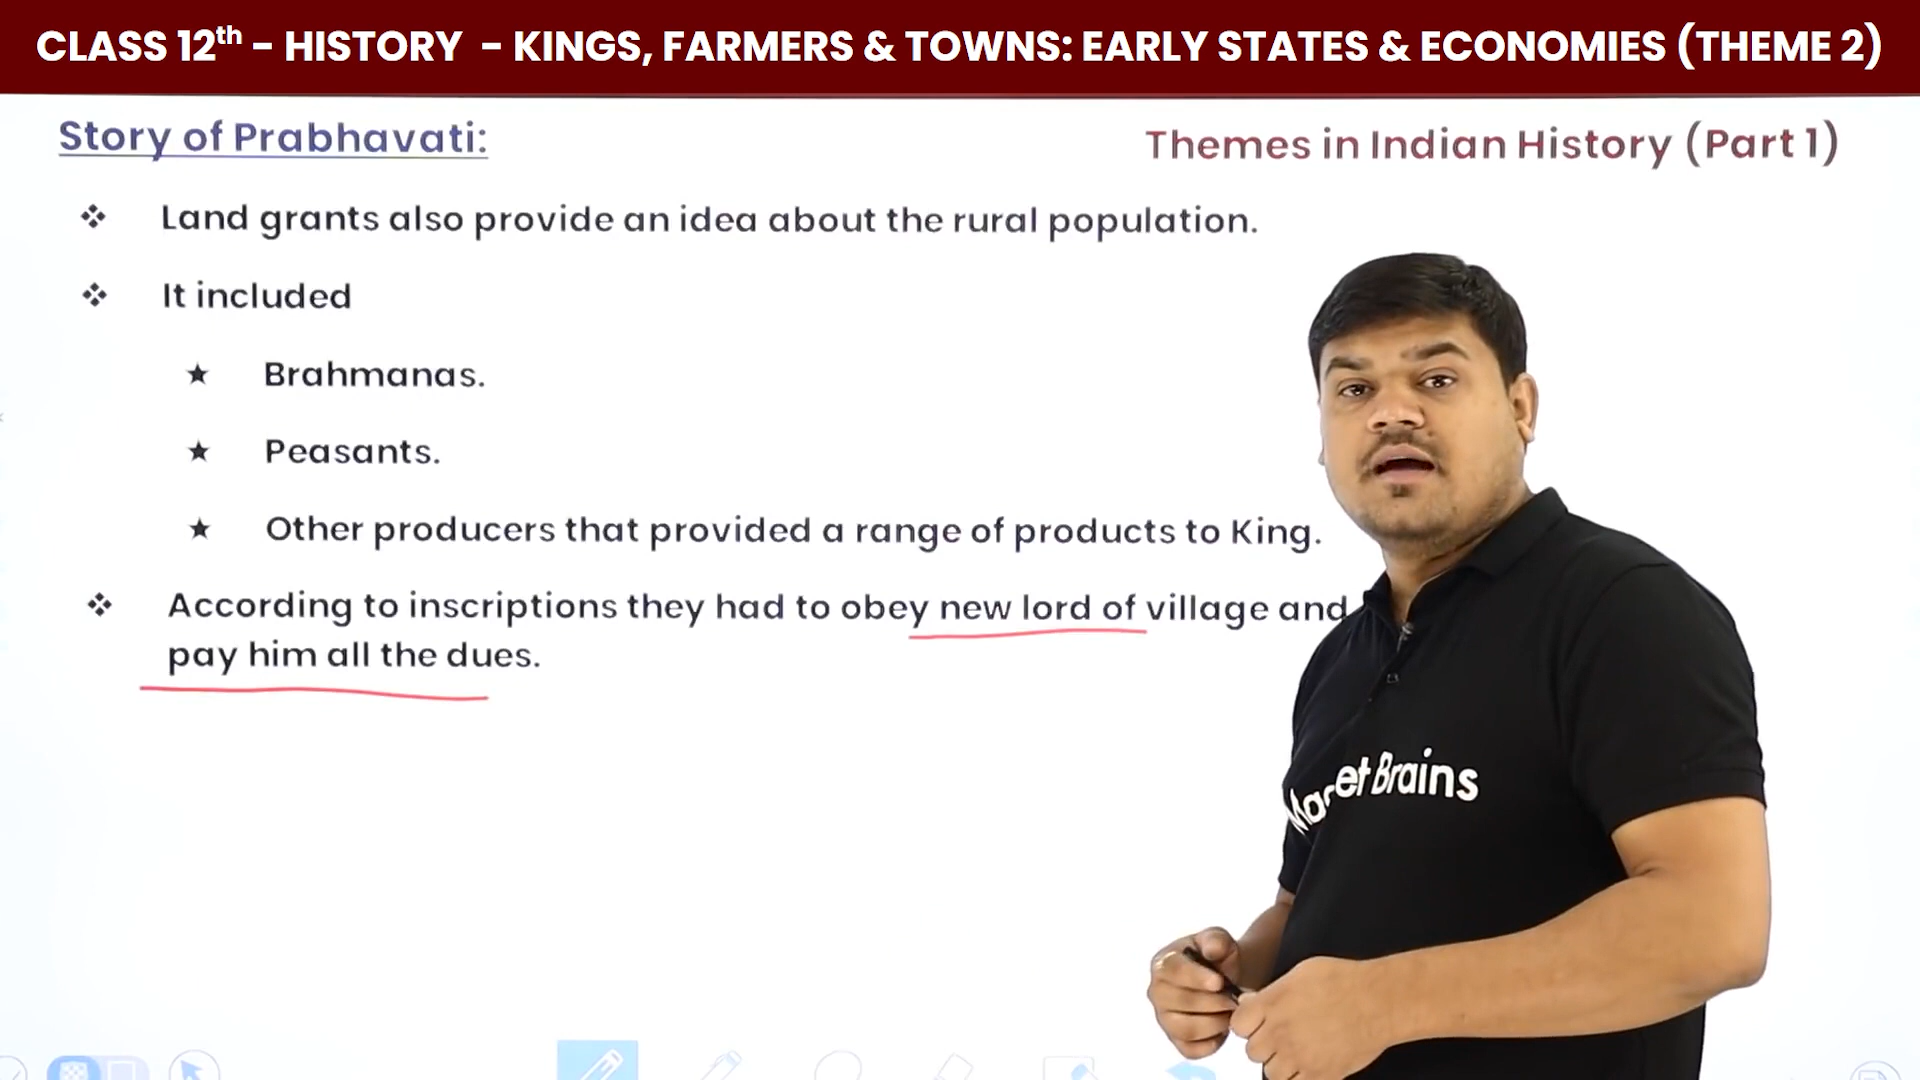 CLASS 12th - HISTORY - KINGS, FARMERS & TOWNS: EARLY STATES & ECONOMIES (THEME 2)
Story of Prabhavati:
Themes in Indian History (Part 1)
Land grants also provide an idea about the rural population.
It included
Brahmanas.
Peasants.
Other producers that provided a range of products to King.
According to inscriptions they had to obey new lord of village and
pay him all the dues.
et Brains